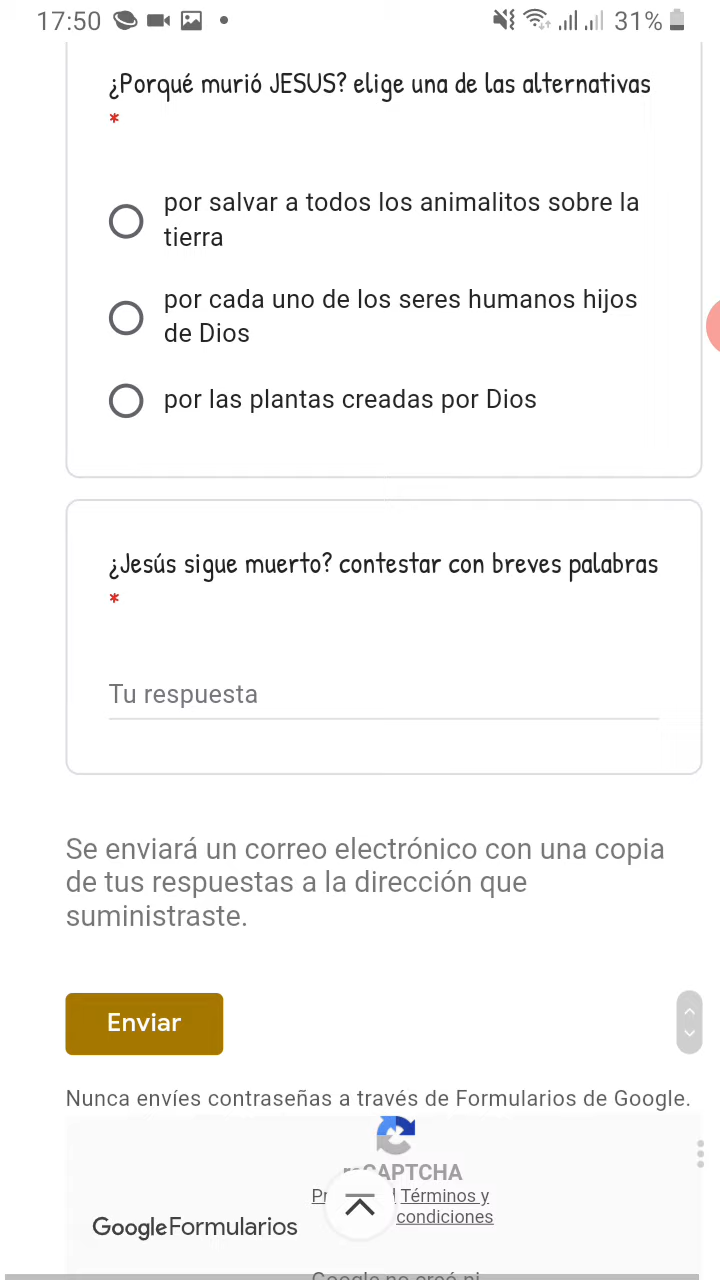 17:50 31%
¿Porqué murió JESUS? elige una de las alternativas
*
por salvar a todos los animalitos sobre la
tierra
por cada uno de los seres humanos hijos
de Dios
por las plantas creadas por Dios
¿Jesús sigue muerto? contestar con breves palabras
*
Tu respuesta
Se enviará un correo electrónico con una copia
de tus respuestas a la dirección que
suministraste.
Enviar
Nunca envíes contraseñas a través de Formularios de Google.
reCAPTCHA
Términos y
condiciones
Google Formularios